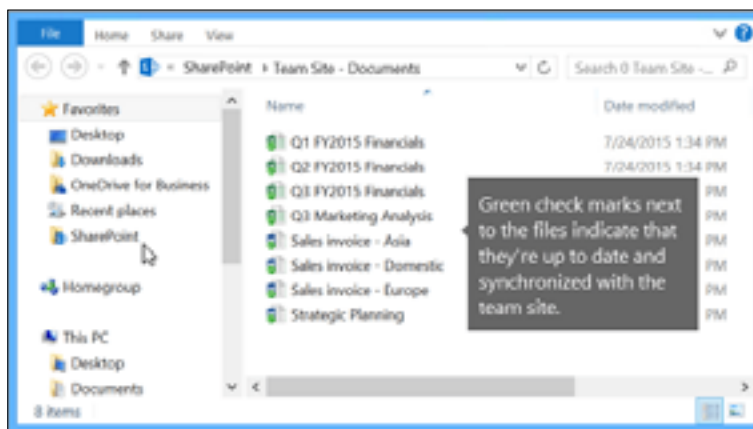 File Home Share View
SharePoint Team Site - Documents Search 0 Team Site - ...
Favorites
Desktop
Downloads
OneDrive for Business
Recent places
SharePoint
Homegroup
This PC
Desktop
Documents
Name Date modified
Q1 FY2015 Financials 7/24/2015 1:34 PM
Q2 FY2015 Financials 7/24/2015 1:34 PM
Q3 FY2015 Financials PM
Q3 Marketing Analysis PM
Sales invoice - Asia PM
Sales invoice - Domestic PM
Sales invoice - Europe PM
Strategic Planning PM
Green check marks next
to the files indicate that
they're up to date and
synchronized with the
team site.
8 items